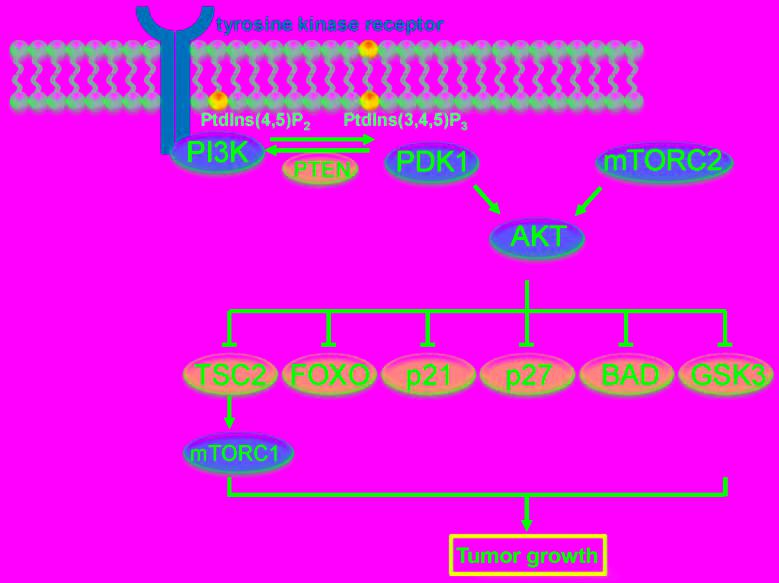 tyrosine kinase receptor
PtdIns(4,5)P2 PtdIns(3,4,5)P3
PI3K PTEN PDK1 mTORC2
AKT
TSC2 FOXO p21 p27 BAD GSK3
mTORC1
Tumor growth